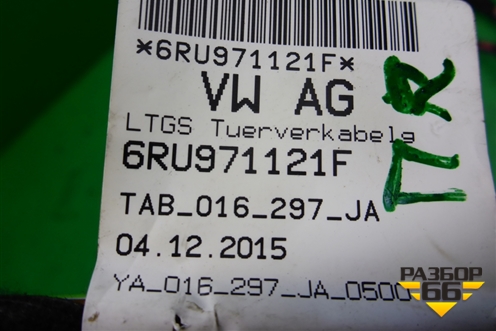 *6RU971121F*
VW AG
LTGS Tuerverkabelg
6RU971121F
TAB_016_297_JA
04.12.2015
YA_016_297_JA_0500
РАЗБОР
66